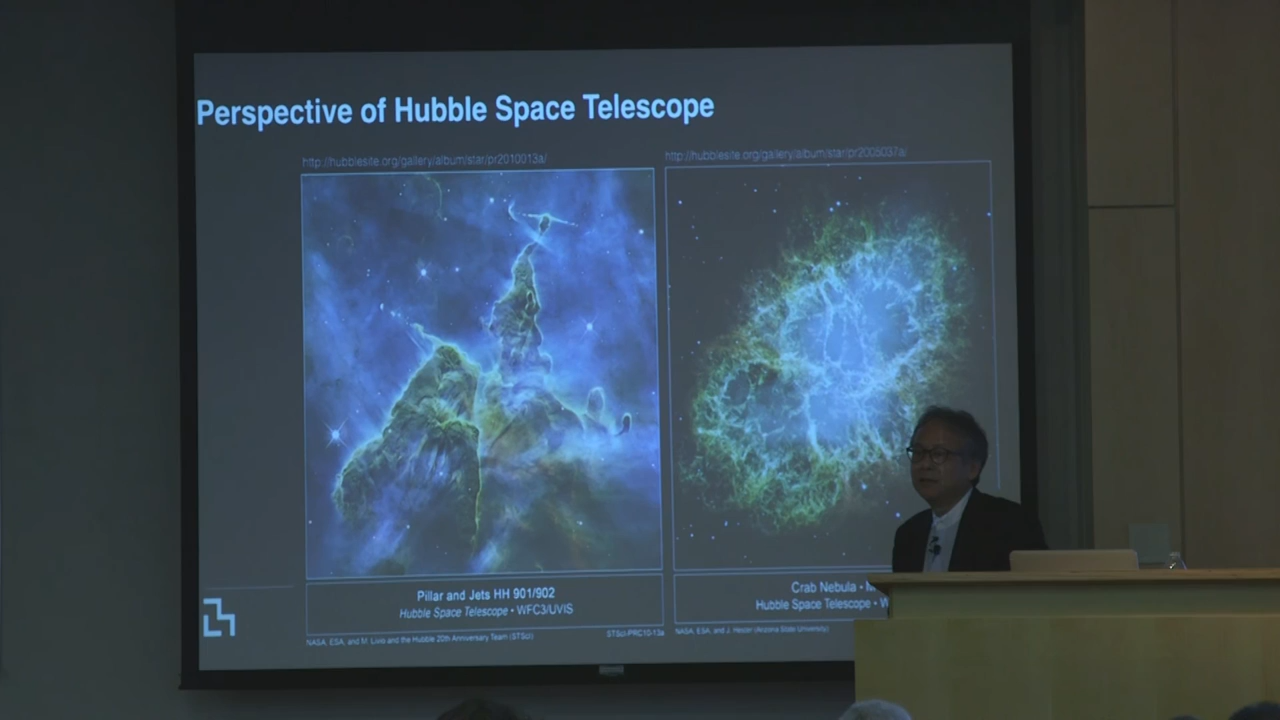 Perspective of Hubble Space Telescope
http://hubblesite.org/gallery/album/star/pr2010013a/
http://hubblesite.org/gallery/album/star/pr2005037a/
Pillar and Jets HH 901/902
Hubble Space Telescope • WFC3/UVIS
NASA, ESA, and M. Livio and the Hubble 20th Anniversary Team (STScI)
STScI-PRC10-13a
Crab Nebula •
Hubble Space Telescope •
NASA, ESA, and J. Hester (Arizona State University)